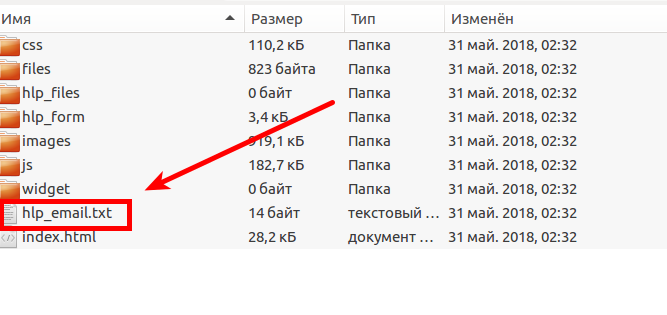 Имя Размер Тип Изменён
css 110,2 кБ Папка 31 май. 2018, 02:32
files 823 байта Папка 31 май. 2018, 02:32
hlp_files 0 байт Папка 31 май. 2018, 02:32
hlp_form 3,4 кБ Папка 31 май. 2018, 02:32
images 919,1 кБ Папка 31 май. 2018, 02:32
js 182,7 кБ Папка 31 май. 2018, 02:32
widget 0 байт Папка 31 май. 2018, 02:32
hlp_email.txt 14 байт текстовый ... 31 май. 2018, 02:32
index.html 28,2 кБ документ ... 31 май. 2018, 02:32